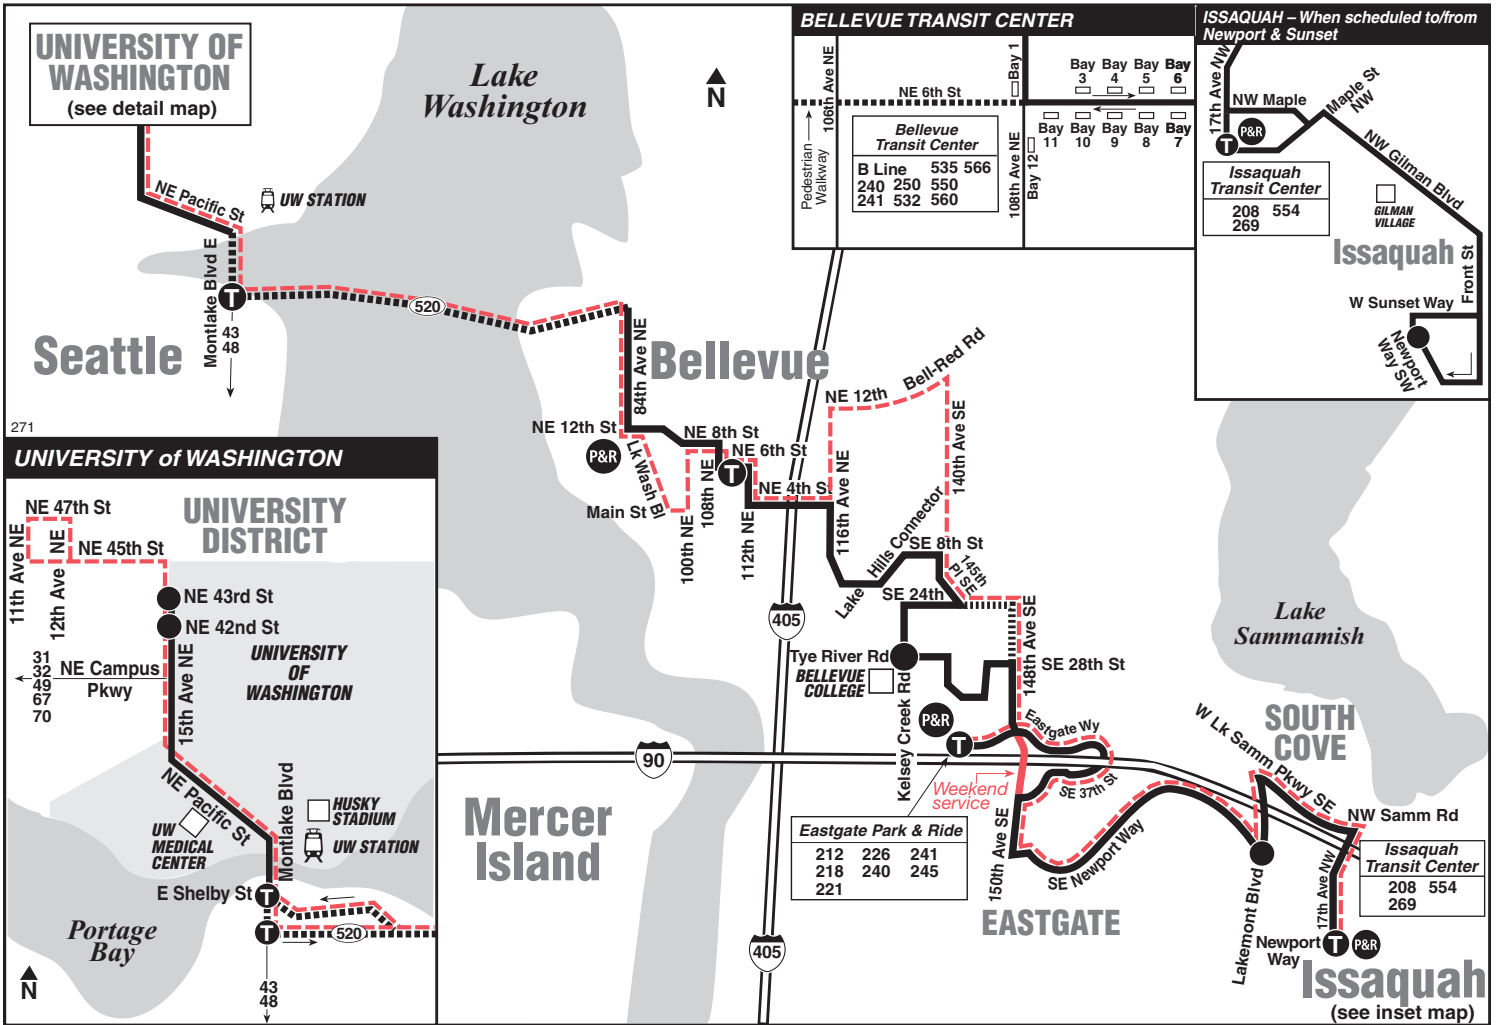 UNIVERSITY OF
WASHINGTON
(see detail map)
Lake
Washington
N
NE Pacific St
UW STATION
Montlake Blvd E
T
43
48
520
Seattle
271
Bellevue
84th Ave NE
NE 12th St
P&R
Lk Wash Bl
Main St
100th NE
108th NE
NE 8th St
NE 6th St
T
112th NE
NE 4th St
116th Ave NE
NE 12th
Bell-Red Rd
140th Ave SE
Lake
Hills Connector
SE 8th St
145th
Pl SE
SE 24th
148th Ave SE
405
Tye River Rd
SE 28th St
BELLEVUE
COLLEGE
Kelsey Creek Rd
P&R
T
Eastgate Wy
90
Weekend
service
SE 37th St
150th Ave SE
SE Newport Way
Eastgate Park & Ride
212 226 241
218 240 245
221
EASTGATE
Mercer
Island
405
Lake
Sammamish
SOUTH
COVE
W Lk Samm Pkwy SE
NW Samm Rd
17th Ave NW
Lakemont Blvd
Issaquah
Transit Center
208 554
269
Newport
Way
T
P&R
Issaquah
(see inset map)
BELLEVUE TRANSIT CENTER
106th Ave NE
NE 6th St
Bay 1
Bay
3
Bay
4
Bay
5
Bay
6
Bay
11
Bay
10
Bay
9
Bay
8
Bay
7
Bay 12
108th Ave NE
Pedestrian
Walkway
Bellevue
Transit Center
B Line 535 566
240 250 550
241 532 560
ISSAQUAH – When scheduled to/from
Newport & Sunset
17th Ave NW
NW Maple
Maple St
NW
P&R
T
NW Gilman Blvd
Issaquah
Transit Center
208 554
269
GILMAN
VILLAGE
Issaquah
Front St
W Sunset Way
Newport
Way SW
UNIVERSITY of WASHINGTON
NE 47th St
UNIVERSITY
DISTRICT
11th Ave NE
12th Ave NE
NE 45th St
NE 43rd St
NE 42nd St
31
32
49
67
70
NE Campus
Pkwy
15th Ave NE
UNIVERSITY
OF
WASHINGTON
NE Pacific St
Montlake Blvd
UW
MEDICAL
CENTER
HUSKY
STADIUM
UW STATION
E Shelby St
T
T
520
Portage
Bay
N
43
48